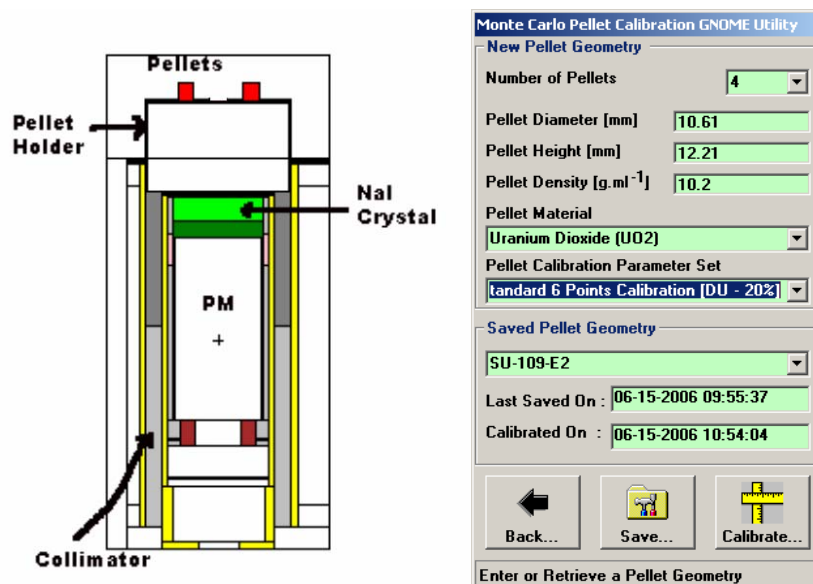 Pellets
Pellet
Holder
NaI
Crystal
PM
Collimator
Monte Carlo Pellet Calibration GNOME Utility
New Pellet Geometry
Number of Pellets 4
Pellet Diameter [mm] 10.61
Pellet Height [mm] 12.21
Pellet Density [g.ml-1] 10.2
Pellet Material
Uranium Dioxide (UO2)
Pellet Calibration Parameter Set
tandard 6 Points Calibration [DU - 20%]
Saved Pellet Geometry
SU-109-E2
Last Saved On : 06-15-2006 09:55:37
Calibrated On : 06-15-2006 10:54:04
Back... Save... Calibrate...
Enter or Retrieve a Pellet Geometry